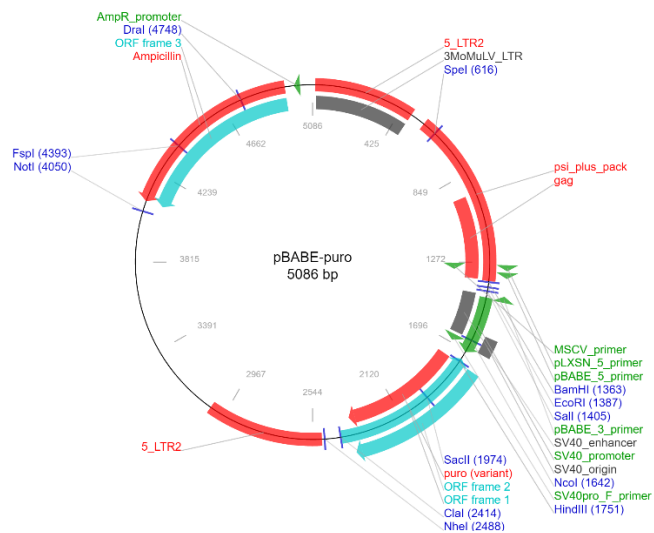 AmpR_promoter
DraI (4748)
ORF frame 3
Ampicillin
5_LTR2
3MoMuLV_LTR
SpeI (616)
5086
425
4662
FspI (4393)
NotI (4050)
849
psi_plus_pack
gag
4239
pBABE-puro
5086 bp
3815
1272
3391
1696
MSCV_primer
pLXSN_5_primer
pBABE_5_primer
BamHI (1363)
EcoRI (1387)
SalI (1405)
pBABE_3_primer
SV40_enhancer
SV40_promoter
SV40_origin
NcoI (1642)
SV40pro_F_primer
HindIII (1751)
2967
2120
2544
5_LTR2
SacII (1974)
puro (variant)
ORF frame 2
ORF frame 1
ClaI (2414)
NheI (2488)